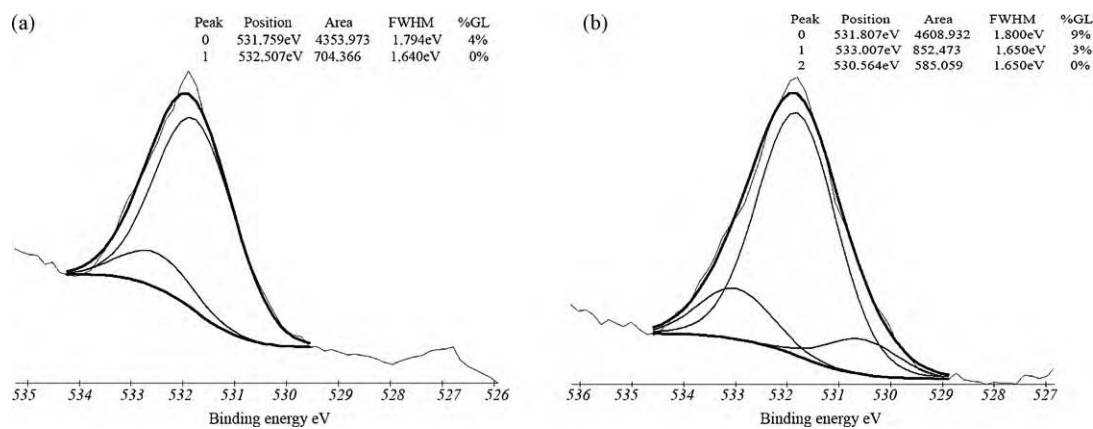 (a)
Peak Position Area FWHM %GL
0 531.759eV 4353.973 1.794eV 4%
1 532.507eV 704.366 1.640eV 0%
535 534 533 532 531 530 529 528 527 526
Binding energy eV
(b)
Peak Position Area FWHM %GL
0 531.807eV 4608.932 1.800eV 9%
1 533.007eV 852.473 1.650eV 3%
2 530.564eV 585.059 1.650eV 0%
536 535 534 533 532 531 530 529 528 527
Binding energy eV